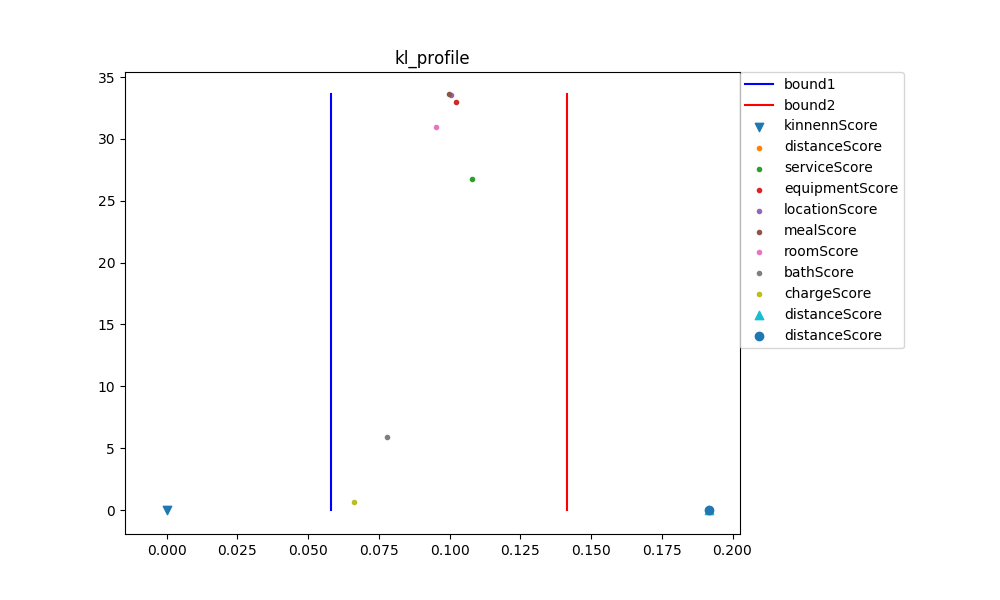 kl_profile
35
30
25
20
15
10
5
0
0.000 0.025 0.050 0.075 0.100 0.125 0.150 0.175 0.200
bound1
bound2
kinnennScore
distanceScore
serviceScore
equipmentScore
locationScore
mealScore
roomScore
bathScore
chargeScore
distanceScore
distanceScore